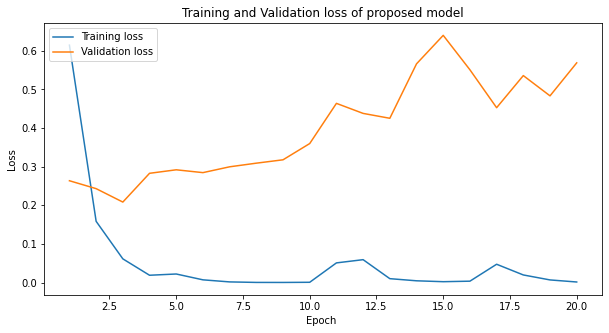 Training and Validation loss of proposed model
Training loss
Validation loss
0.6
0.5
0.4
0.3
0.2
0.1
0.0
Loss
2.5 5.0 7.5 10.0 12.5 15.0 17.5 20.0
Epoch